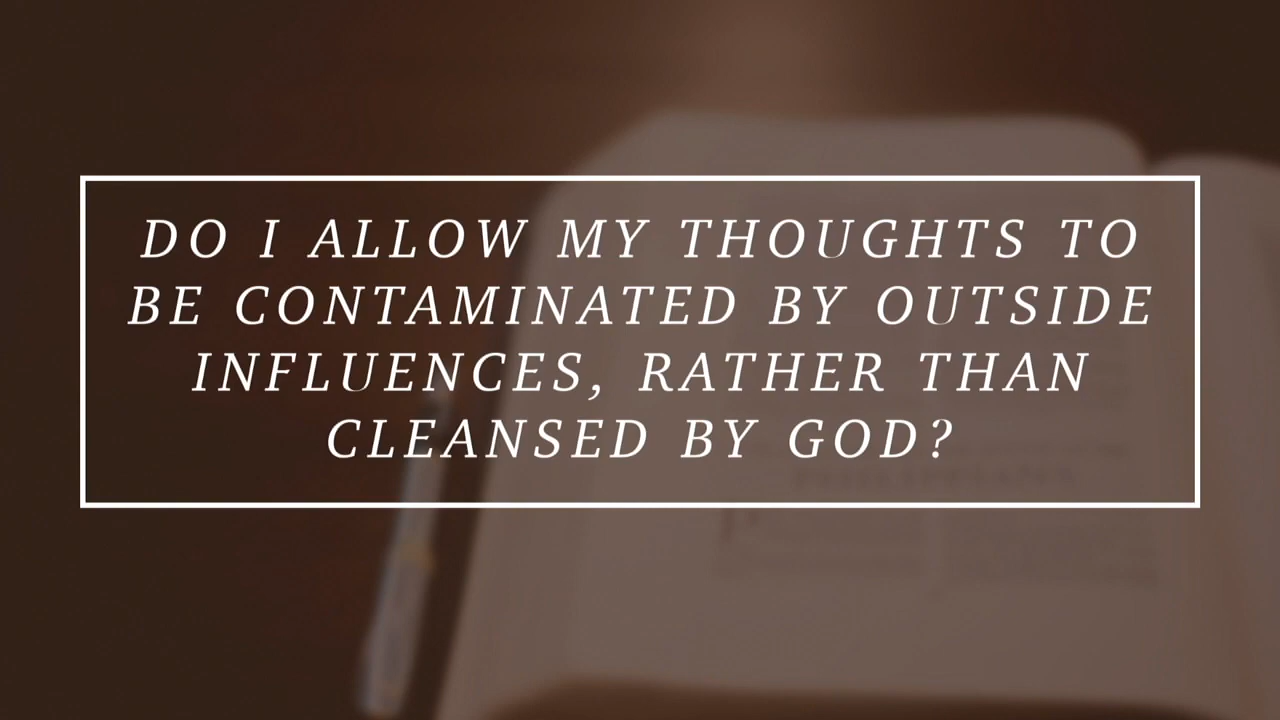 DO I ALLOW MY THOUGHTS TO
BE CONTAMINATED BY OUTSIDE
INFLUENCES, RATHER THAN
CLEANSED BY GOD?